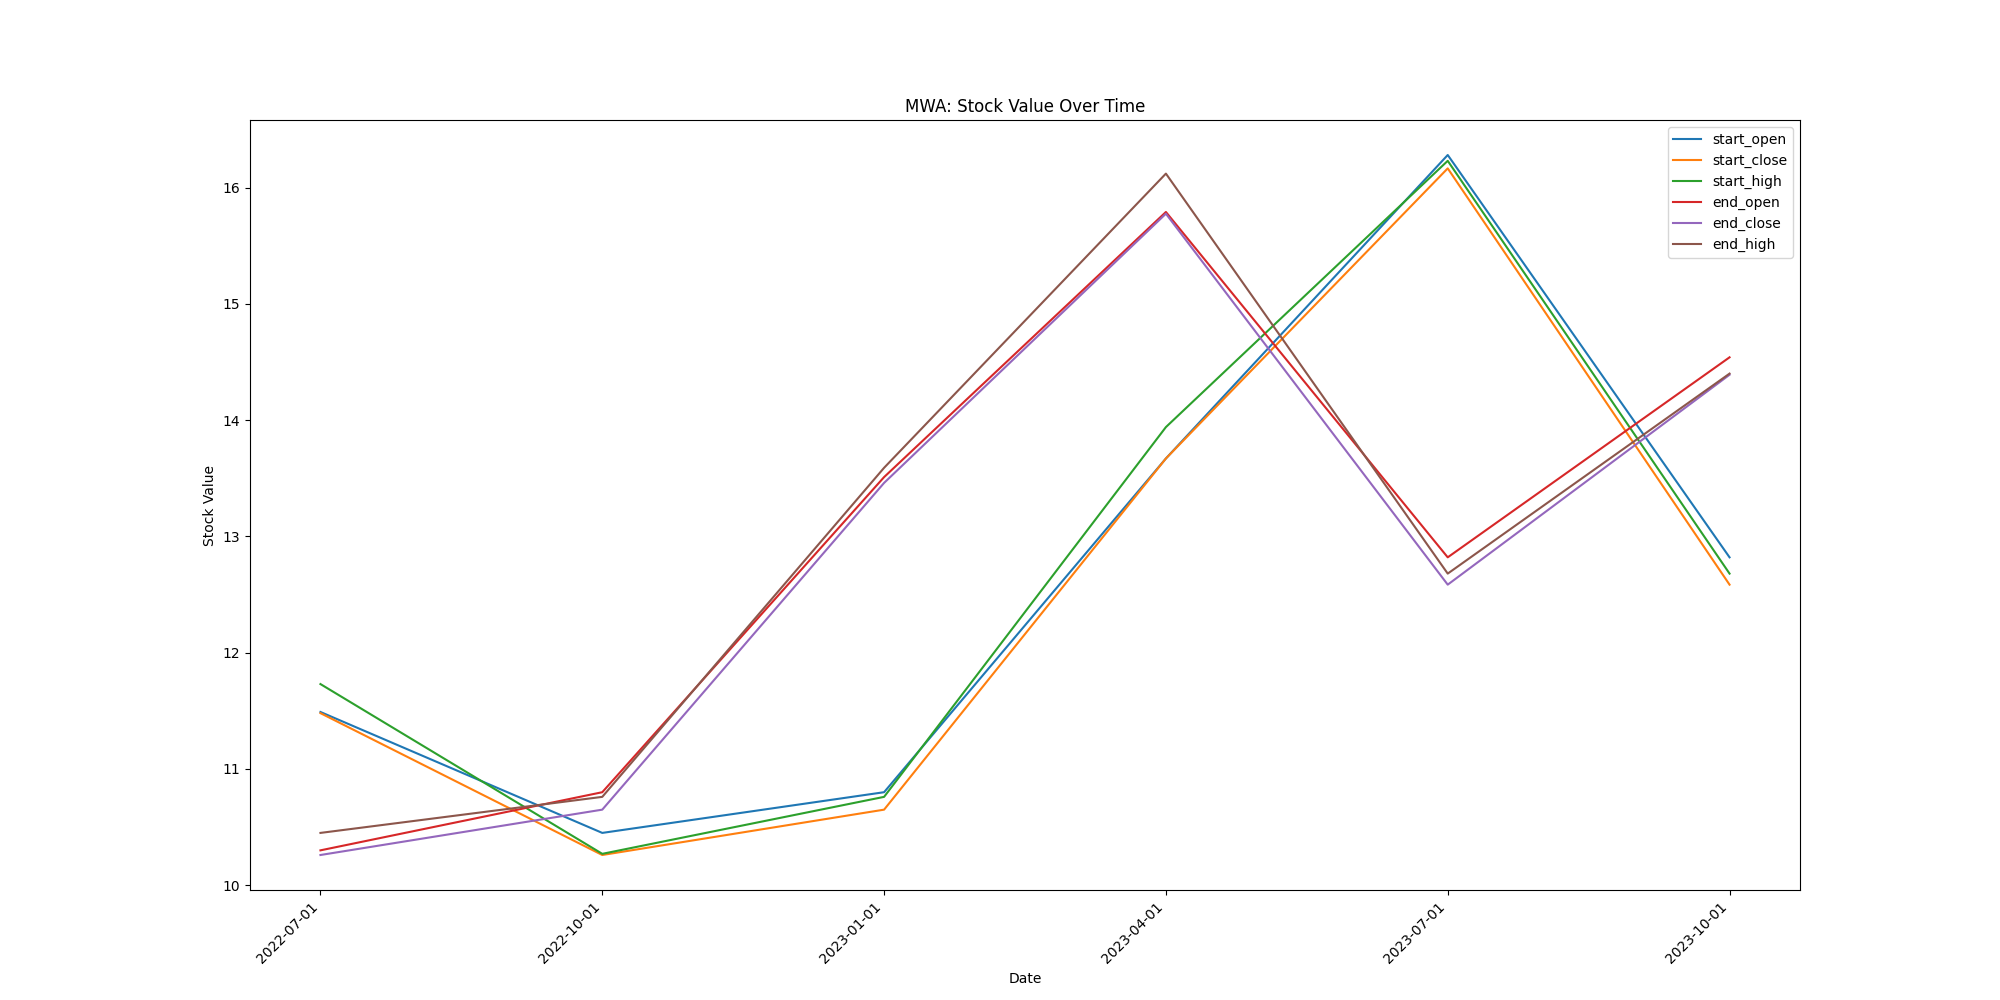 MWA: Stock Value Over Time
start_open
start_close
start_high
end_open
end_close
end_high
Stock Value
16
15
14
13
12
11
10
2022-07-01
2022-10-01
2023-01-01
2023-04-01
2023-07-01
2023-10-01
Date